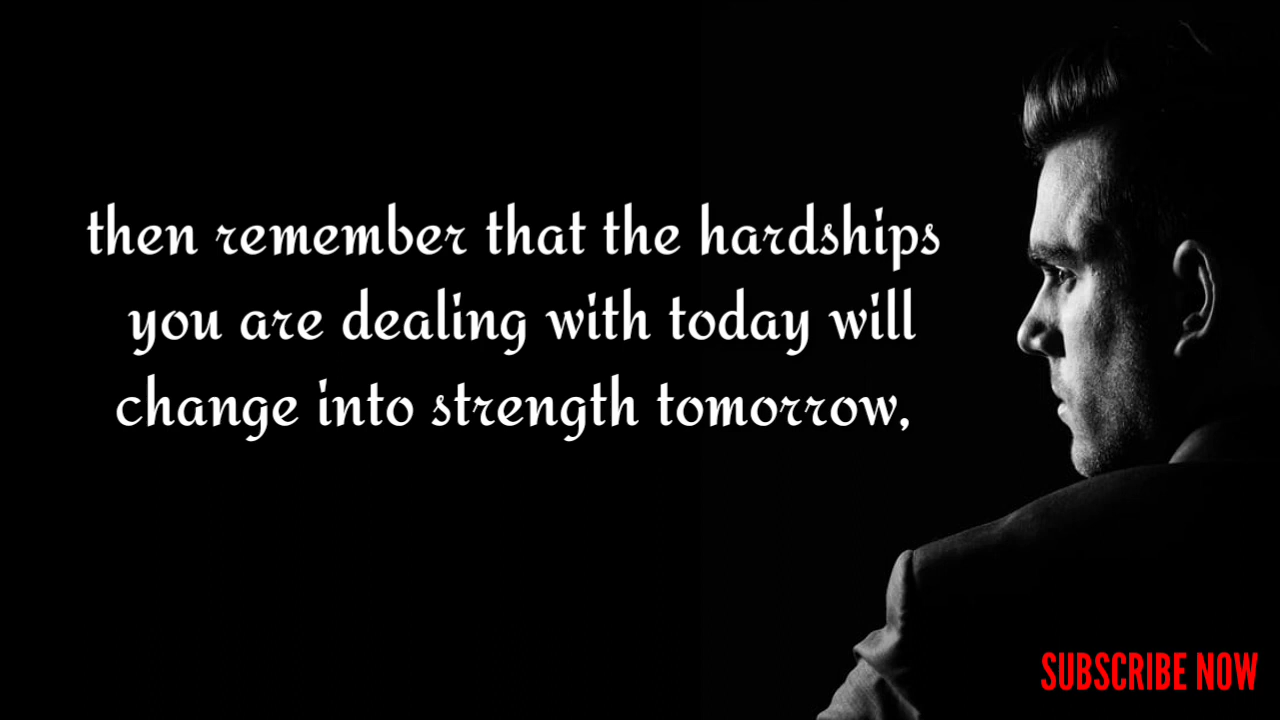 then remember that the hardships
you are dealing with today will
change into strength tomorrow,
SUBSCRIBE NOW